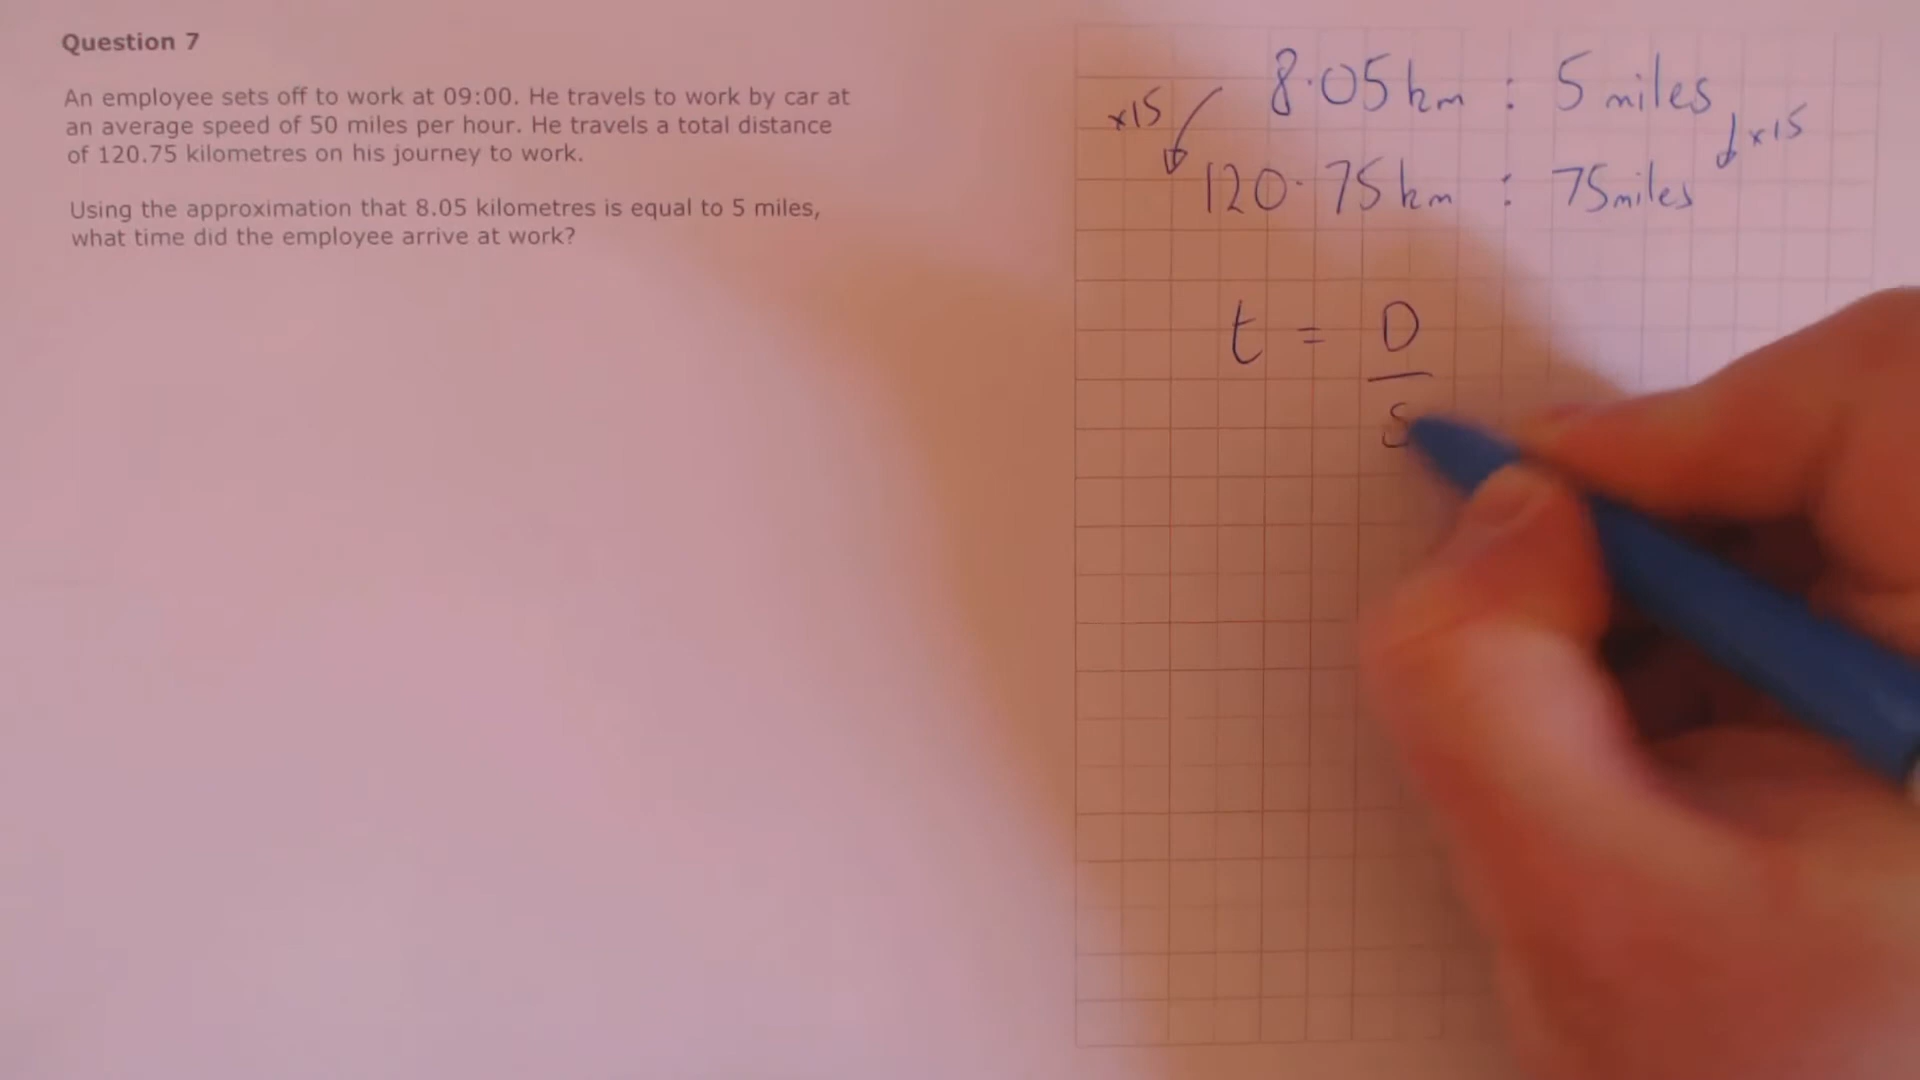 Question 7
An employee sets off to work at 09:00. He travels to work by car at
an average speed of 50 miles per hour. He travels a total distance
of 120.75 kilometres on his journey to work.
Using the approximation that 8.05 kilometres is equal to 5 miles,
what time did the employee arrive at work?
8.05 km : 5 miles
×15
×15
120.75 km : 75 miles
t = D
S